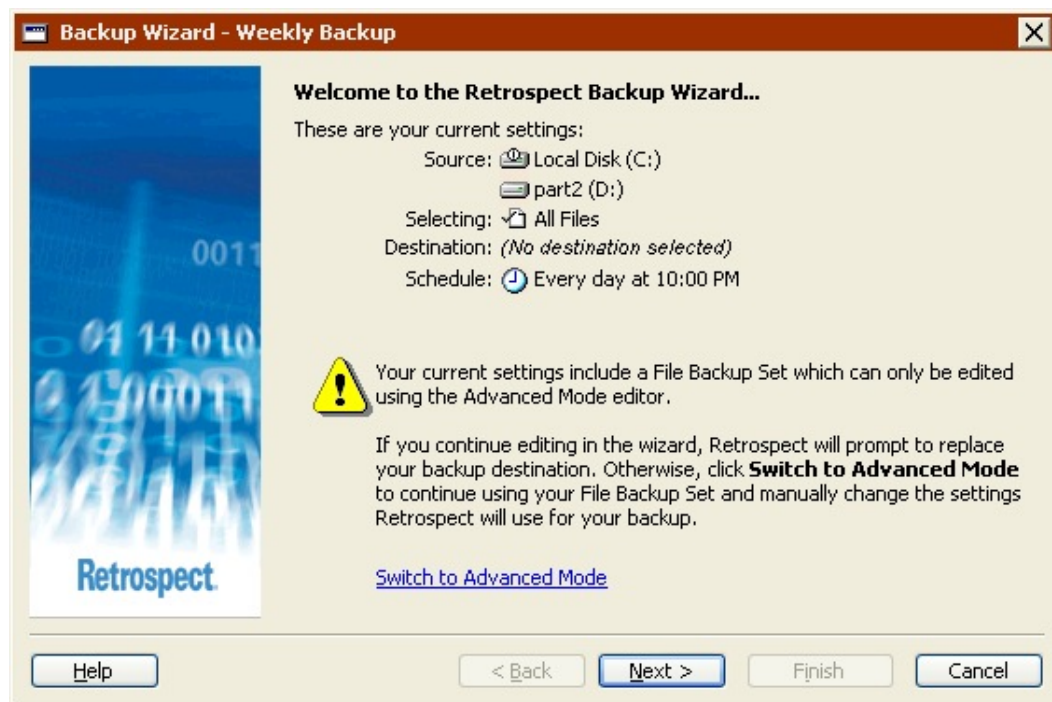 Backup Wizard - Weekly Backup
Welcome to the Retrospect Backup Wizard...
These are your current settings:
Source: Local Disk (C:)
part2 (D:)
Selecting: All Files
Destination: (No destination selected)
Schedule: Every day at 10:00 PM
0011
01 11 010
0 1 00011
Your current settings include a File Backup Set which can only be edited
using the Advanced Mode editor.
If you continue editing in the wizard, Retrospect will prompt to replace
your backup destination. Otherwise, click Switch to Advanced Mode
to continue using your File Backup Set and manually change the settings
Retrospect will use for your backup.
Retrospect.
Switch to Advanced Mode
Help
< Back
Next >
Finish
Cancel